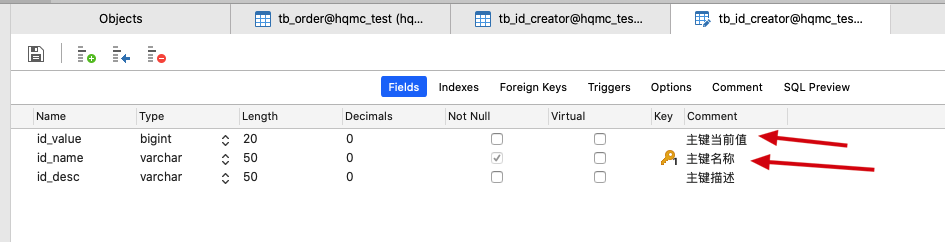 Objects tb_order@hqmc_test (hq... tb_id_creator@hqmc_tes... tb_id_creator@hqmc_tes...
Fields Indexes Foreign Keys Triggers Options Comment SQL Preview
Name Type Length Decimals Not Null Virtual Key Comment
id_value bigint 20 0 主键当前值
id_name varchar 50 0 1 主键名称
id_desc varchar 50 0 主键描述